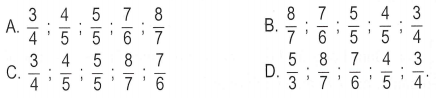 A. 3/4 ; 4/5 ; 5/5 ; 7/6 ; 8/7 B. 8/7 ; 7/6 ; 5/5 ; 4/5 ; 3/4
C. 3/4 ; 4/5 ; 5/5 ; 8/7 ; 7/6 D. 5/3 ; 8/7 ; 7/6 ; 4/5 ; 3/4.